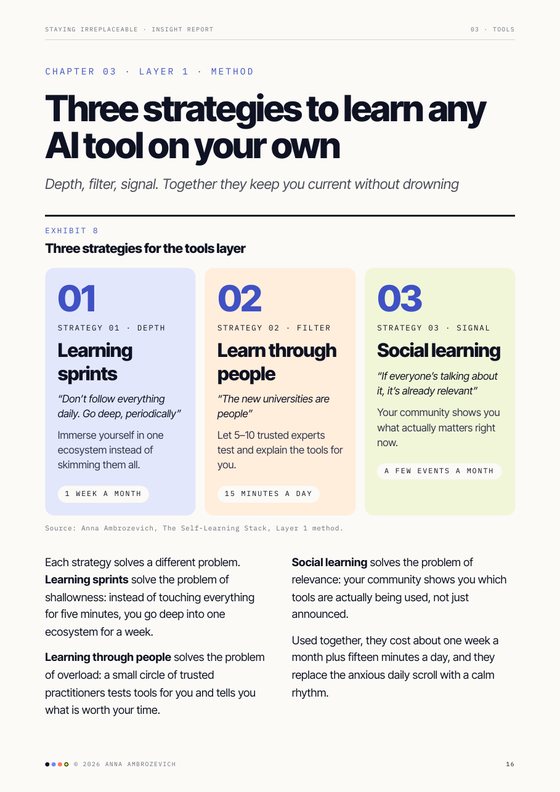 STAYING IRREPLACEABLE · INSIGHT REPORT
03 · TOOLS
CHAPTER 03 · LAYER 1 · METHOD
Three strategies to learn any
AI tool on your own
Depth, filter, signal. Together they keep you current without drowning
EXHIBIT 8
Three strategies for the tools layer
01
STRATEGY 01 · DEPTH
Learning
sprints
“Don’t follow everything
daily. Go deep, periodically”
Immerse yourself in one
ecosystem instead of
skimming them all.
1 WEEK A MONTH
02
STRATEGY 02 · FILTER
Learn through
people
“The new universities are
people”
Let 5–10 trusted experts
test and explain the tools for
you.
15 MINUTES A DAY
03
STRATEGY 03 · SIGNAL
Social learning
“If everyone’s talking about
it, it’s already relevant”
Your community shows you
what actually matters right
now.
A FEW EVENTS A MONTH
Source: Anna Ambrozevich, The Self-Learning Stack, Layer 1 method.
Each strategy solves a different problem.
Learning sprints solve the problem of
shallowness: instead of touching everything
for five minutes, you go deep into one
ecosystem for a week.
Learning through people solves the problem
of overload: a small circle of trusted
practitioners tests tools for you and tells you
what is worth your time.
Social learning solves the problem of
relevance: your community shows you which
tools are actually being used, not just
announced.
Used together, they cost about one week a
month plus fifteen minutes a day, and they
replace the anxious daily scroll with a calm
rhythm.
© 2026 ANNA AMBROZEVICH
16